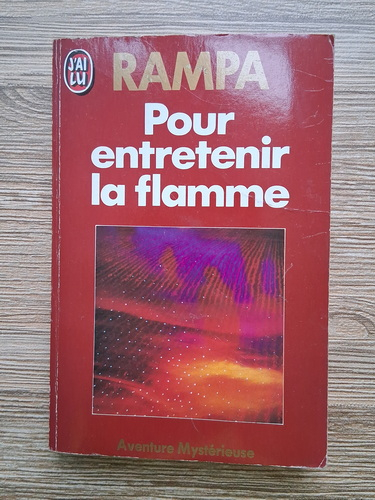 J'AI
LU
RAMPA
Pour
entretenir
la flamme
Aventure Mystérieuse